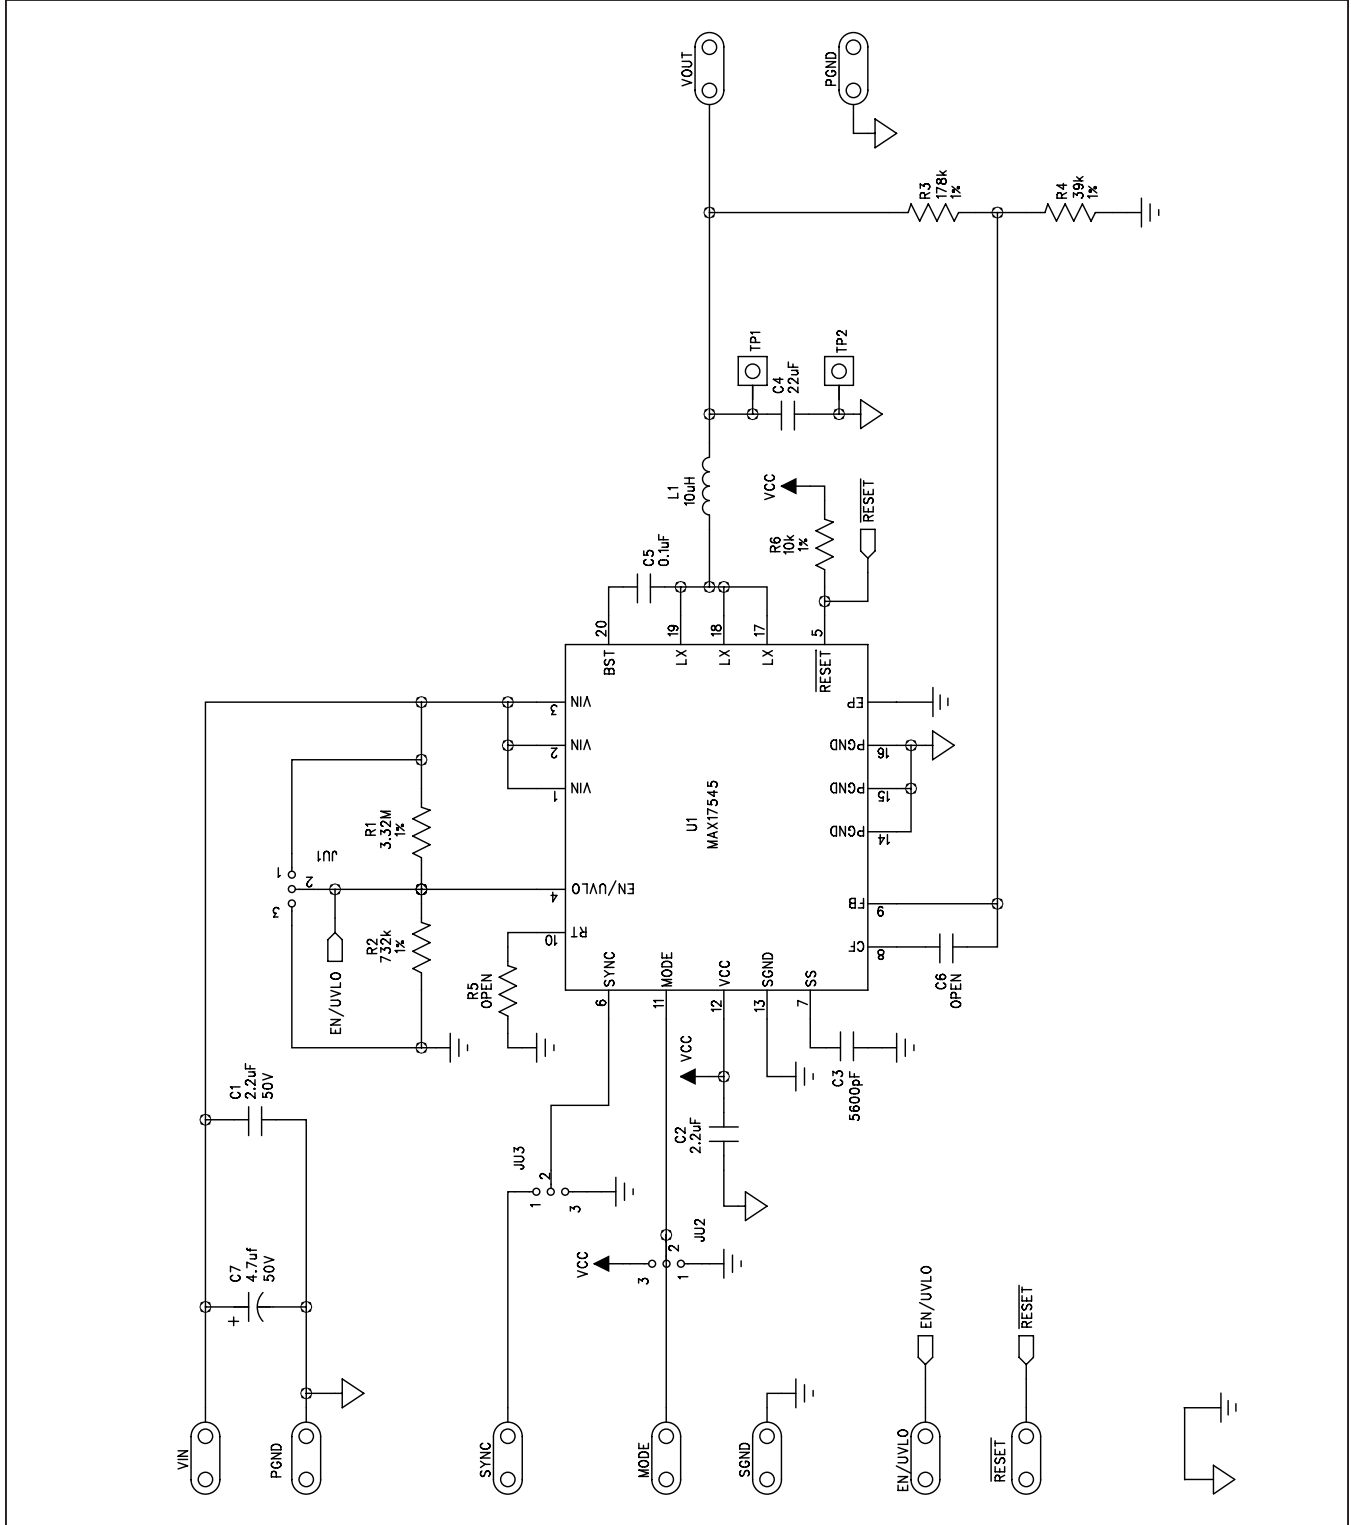 VOUT
PGND
R3
178k
1%
R4
39k
1%
TP1
C4
22uF
TP2
L1
10uH
VCC
R6
10k
1%
RESET
C5
0.1uF
20
19
18
17
5
BST
LX
LX
LX
RESET
3
VIN
2
VIN
1
VIN
4
EN/UVLO
10
RT
EP
PGND
16
PGND
15
PGND
14
FB
9
CF
8
U1
MAX17545
SYNC
MODE
VCC
SGND
SS
6
11
12
13
7
R1
3.32M
1%
JU1
1
2
3
R2
732k
1%
EN/UVLO
R5
OPEN
C6
OPEN
C1
2.2uF
50V
VCC
C3
5600pF
C2
2.2uF
JU3
1
2
3
JU2
VCC
3
2
1
C7
4.7uf
50V
+
EN/UVLO
RESET
VIN
PGND
SYNC
MODE
SGND
EN/UVLO
RESET